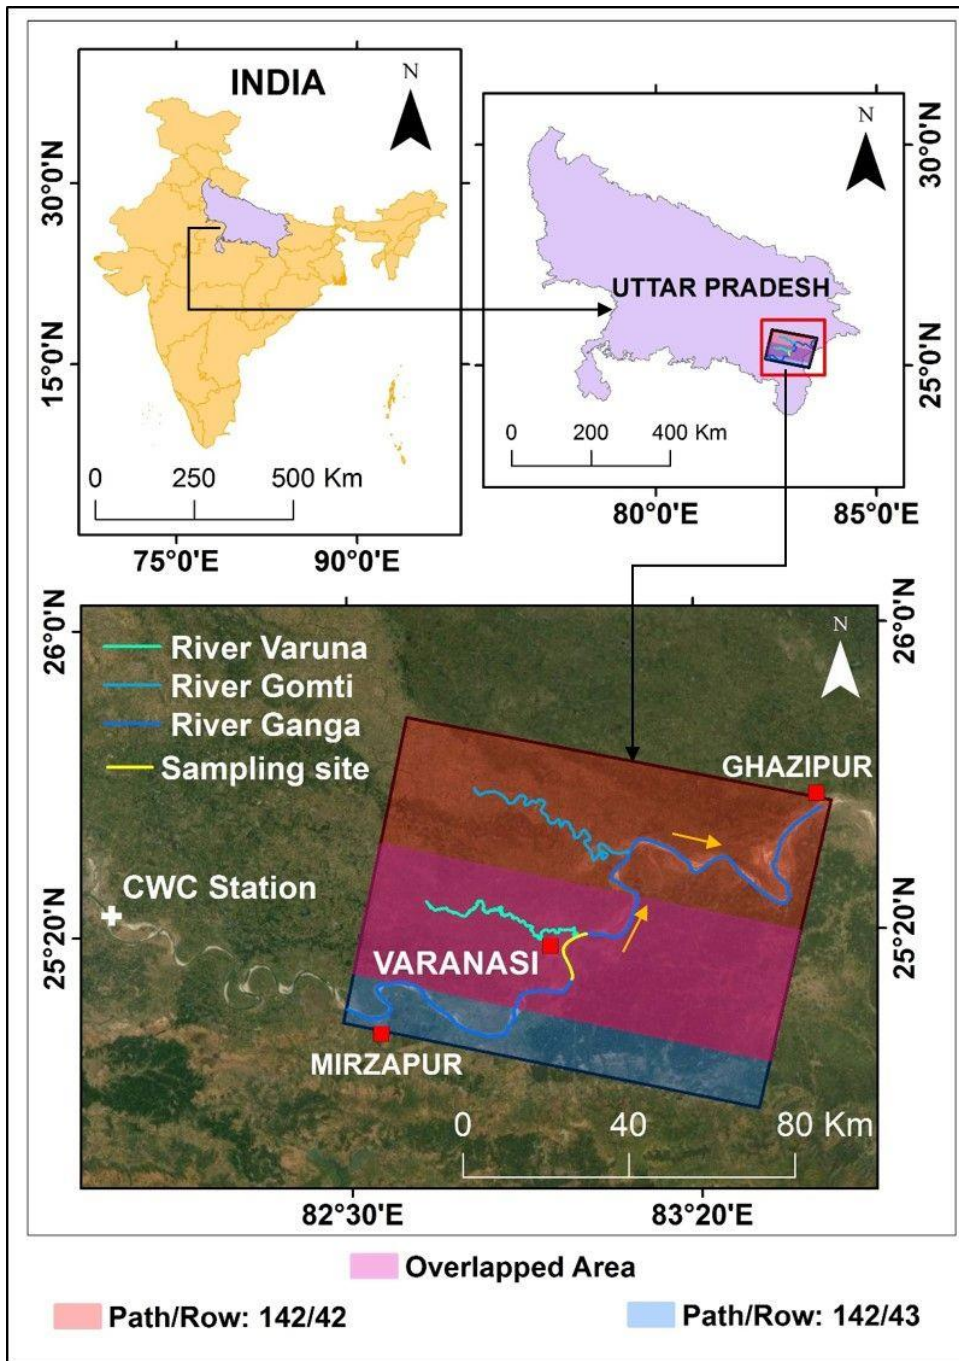 INDIA
N
30°0'N
15°0'N
0 250 500 Km
75°0'E 90°0'E
N
30°0'N
25°0'N
UTTAR PRADESH
0 200 400 Km
80°0'E 85°0'E
26°0'N
26°0'N
N
River Varuna
River Gomti
River Ganga
Sampling site
GHAZIPUR
CWC Station
25°20'N
25°20'N
VARANASI
MIRZAPUR
0 40 80 Km
82°30'E 83°20'E
Overlapped Area
Path/Row: 142/42 Path/Row: 142/43